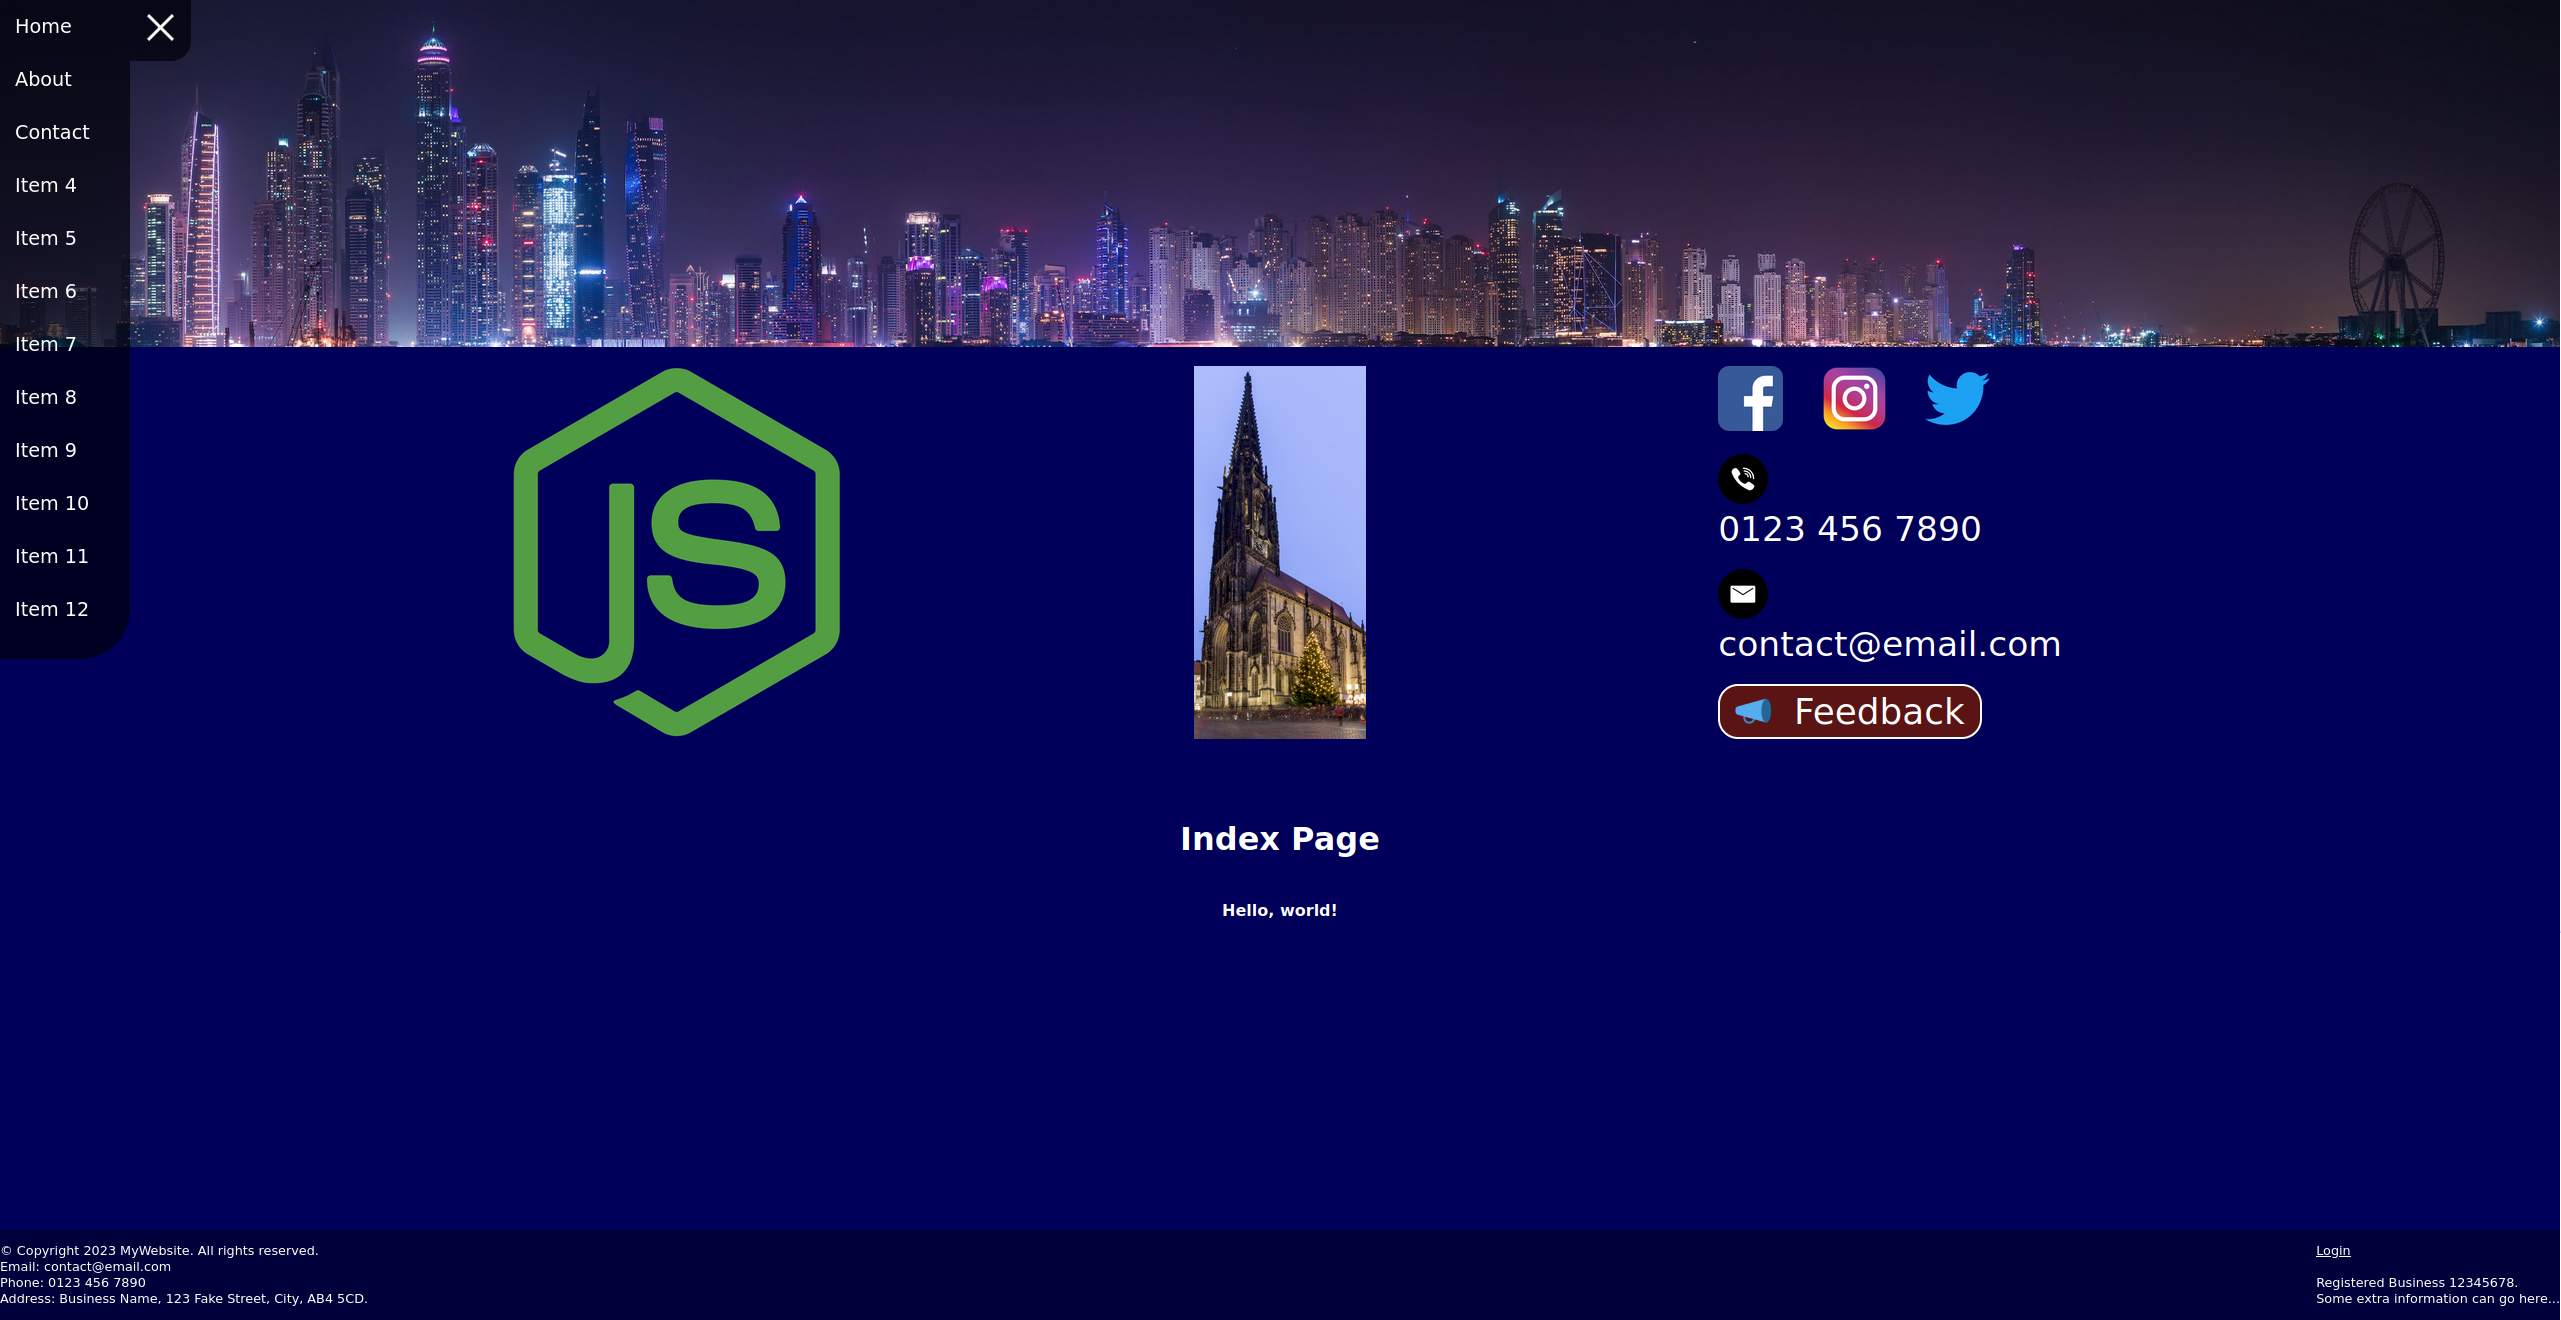 Home
About
Contact
Item 4
Item 5
Item 6
Item 7
Item 8
Item 9
Item 10
Item 11
Item 12
JS
0123 456 7890
contact@email.com
Feedback
Index Page
Hello, world!
© Copyright 2023 MyWebsite. All rights reserved.
Email: contact@email.com
Phone: 0123 456 7890
Address: Business Name, 123 Fake Street, City, AB4 5CD.
Login
Registered Business 12345678.
Some extra information can go here...